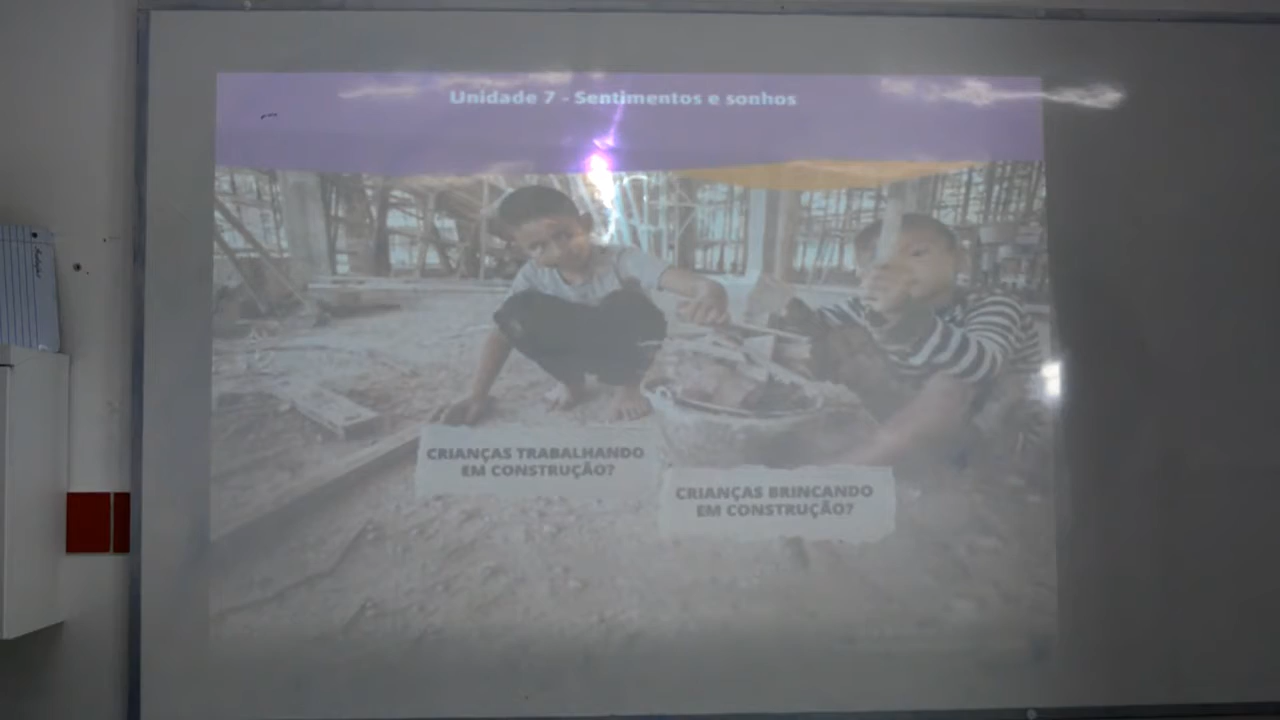 Unidade 7 - Sentimentos e sonhos
CRIANÇAS TRABALHANDO
EM CONSTRUÇÃO?
CRIANÇAS BRINCANDO
EM CONSTRUÇÃO?